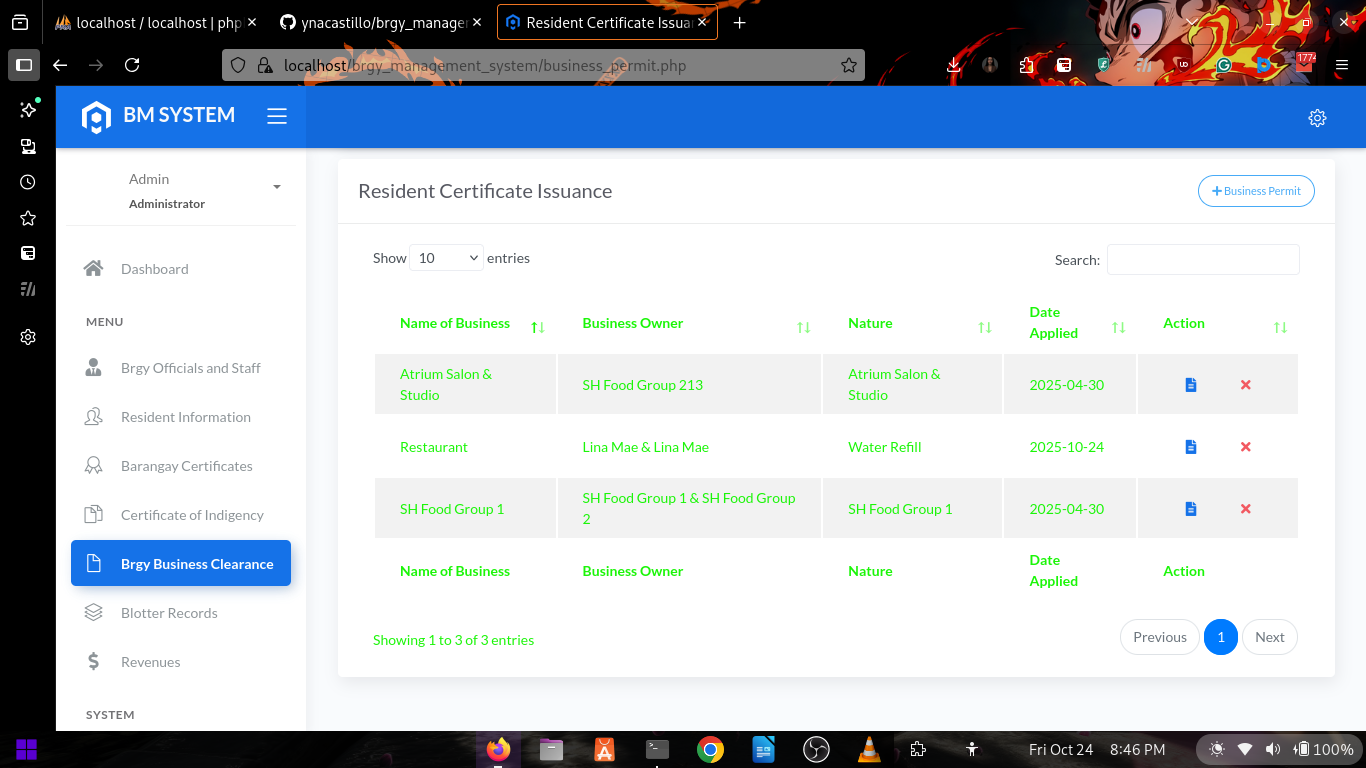 localhost / localhost | php
ynacastillo/brgy_manage
Resident Certificate Issuan
localhost/brgy_management_system/business_permit.php
1774
BM SYSTEM
Admin
Administrator
Dashboard
MENU
Brgy Officials and Staff
Resident Information
Barangay Certificates
Certificate of Indigency
Brgy Business Clearance
Blotter Records
Revenues
SYSTEM
Resident Certificate Issuance
Business Permit
Show 10 entries
Search:
Name of Business Business Owner Nature Date Applied Action
Atrium Salon & Studio SH Food Group 213 Atrium Salon & Studio 2025-04-30
Restaurant Lina Mae & Lina Mae Water Refill 2025-10-24
SH Food Group 1 SH Food Group 1 & SH Food Group 2 SH Food Group 1 2025-04-30
Name of Business Business Owner Nature Date Applied Action
Showing 1 to 3 of 3 entries
Previous 1 Next
Fri Oct 24 8:46 PM
100%